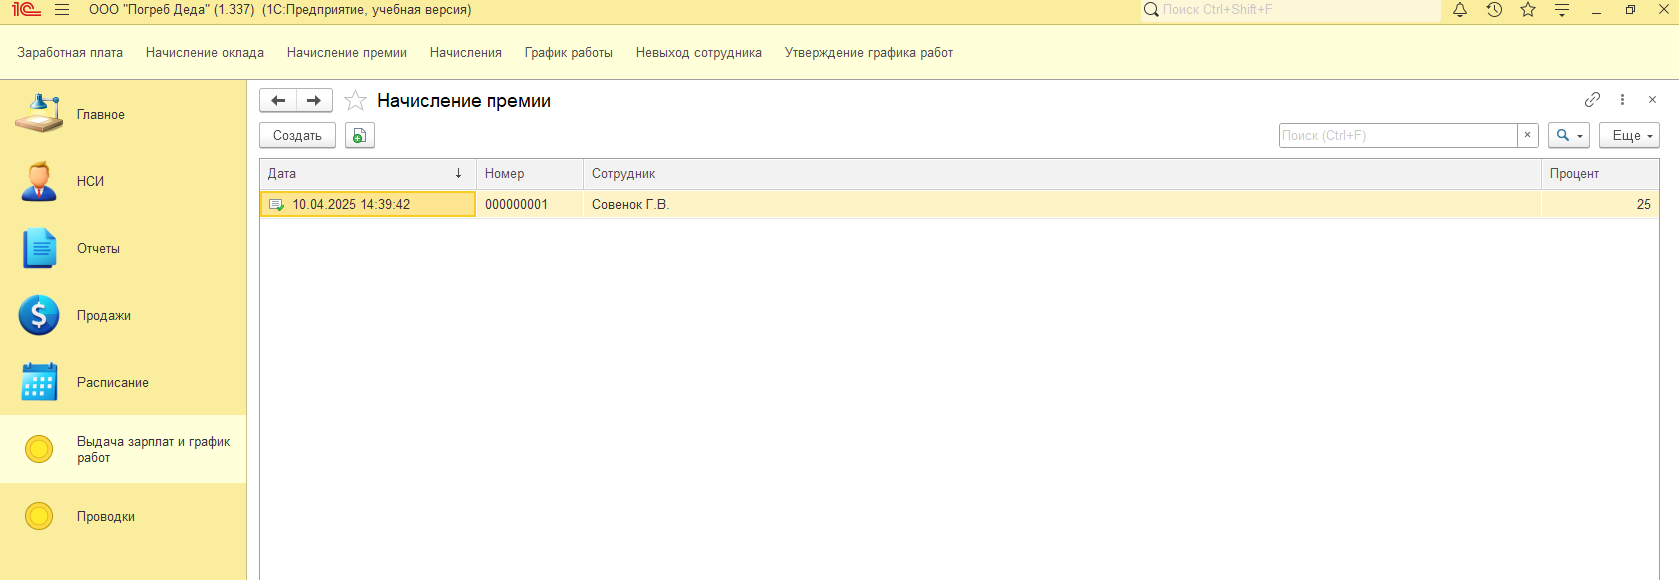 1С ООО "Погреб Деда" (1.337) (1С:Предприятие, учебная версия) Поиск Ctrl+Shift+F
Заработная плата Начисление оклада Начисление премии Начисления График работы Невыход сотрудника Утверждение графика работ
Главное
НСИ
Отчеты
Продажи
Расписание
Выдача зарплат и график
работ
Проводки
Начисление премии
Создать Поиск (Ctrl+F) × Еще
Дата ↓ Номер Сотрудник Процент
10.04.2025 14:39:42 000000001 Совенок Г.В. 25